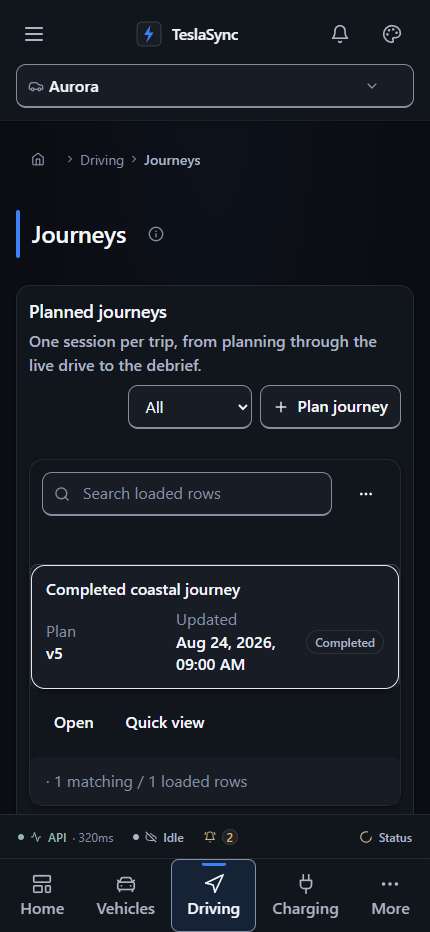 TeslaSync
Aurora
Driving
Journeys
Journeys
Planned journeys
One session per trip, from planning through the
live drive to the debrief.
All
Plan journey
Search loaded rows
Completed coastal journey
Plan
v5
Updated
Aug 24, 2026,
09:00 AM
Completed
Open
Quick view
· 1 matching / 1 loaded rows
API · 320ms
Idle
2
Status
Home
Vehicles
Driving
Charging
More